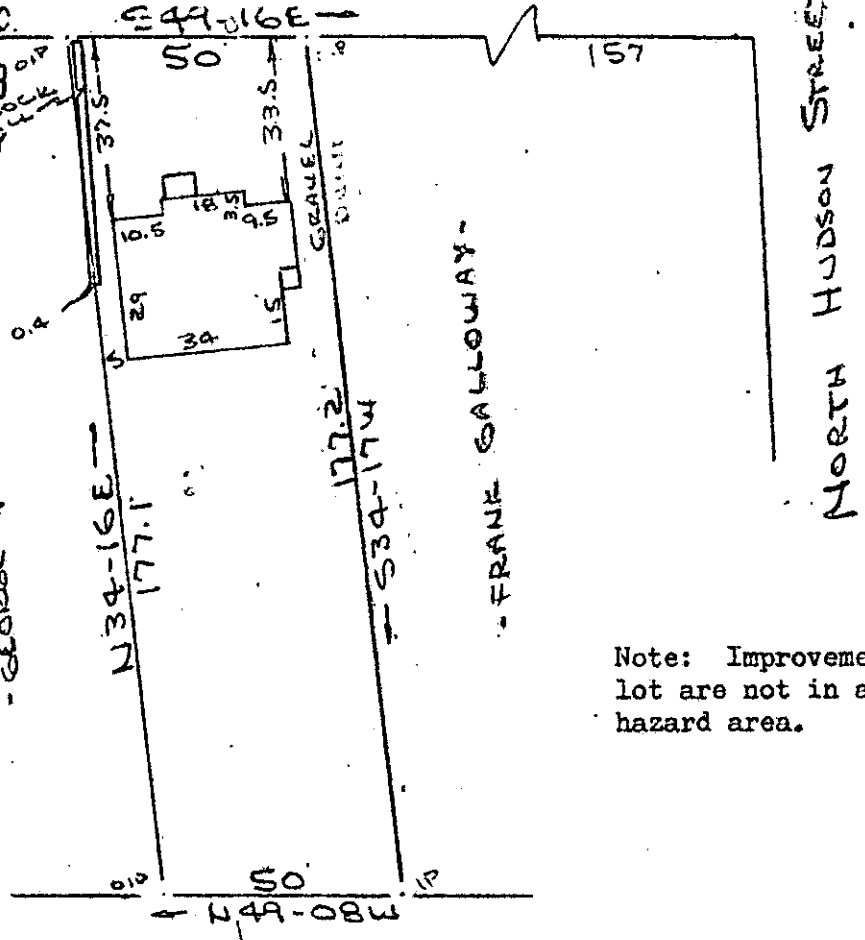 S49-16E
50
157
NORTH HUDSON STREET
37.5
33.5
GRAVEL
18
3.5
9.5
10.5
29
15
34
5
0.4
177.2
S34-17W
N34-16E
177.1
- FRANK GALLOWAY -
- GEORGE
Note: Improveme
lot are not in a
hazard area.
50
IP
N49-08W